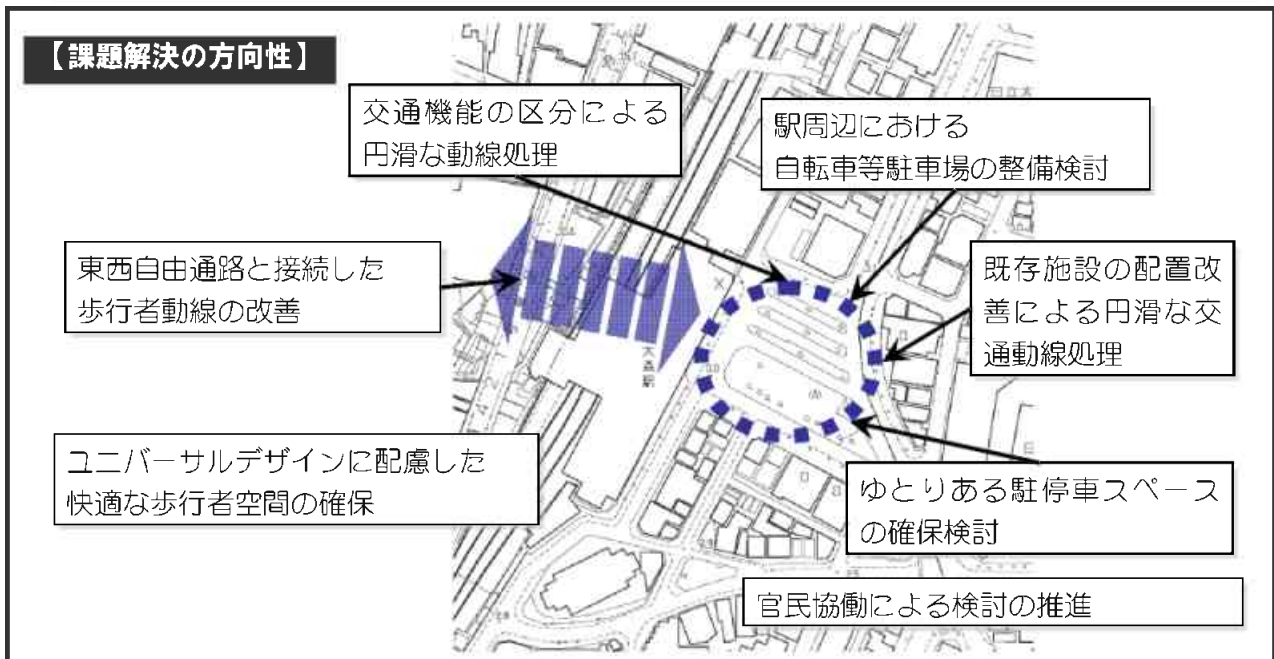 【課題解決の方向性】
交通機能の区分による
円滑な動線処理
駅周辺における
自転車等駐車場の整備検討
東西自由通路と接続した
歩行者動線の改善
既存施設の配置改
善による円滑な交
通動線処理
大森駅
ユニバーサルデザインに配慮した
快適な歩行者空間の確保
ゆとりある駐停車スペース
の確保検討
官民協働による検討の推進